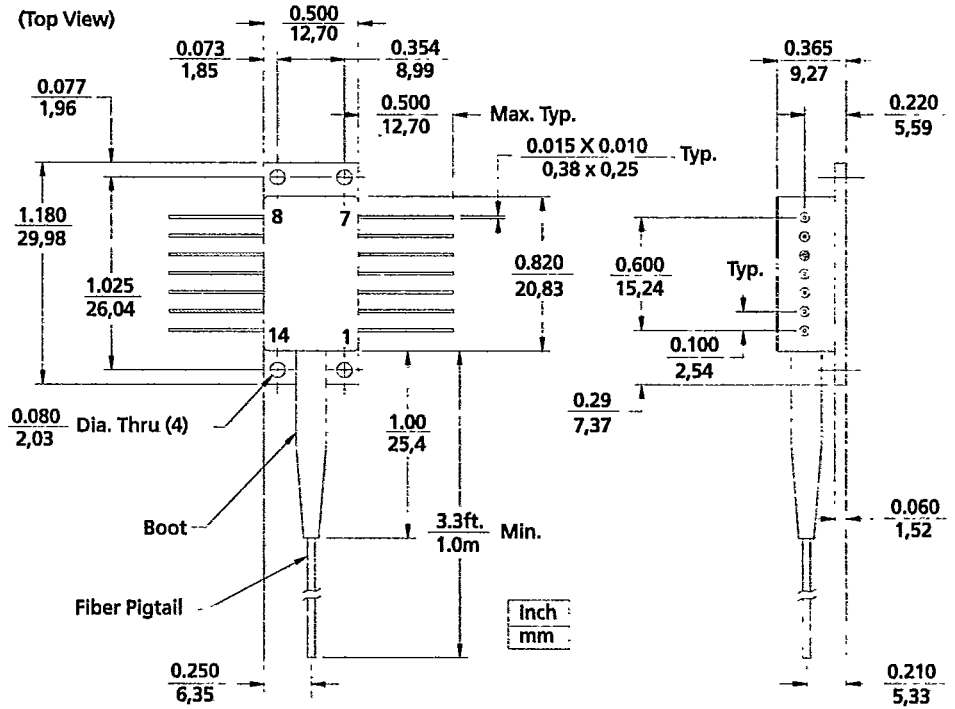 (Top View)
0.500
12,70
0.073
1,85
0.354
8,99
0.365
9,27
0.077
1,96
0.500
12,70
Max. Typ.
0.220
5,59
0.015 X 0.010
0,38 x 0,25
Typ.
8
7
1.180
29,98
0.820
20,83
0.600
15,24
Typ.
1.025
26,04
14
1
0.100
2,54
0.080
2,03
Dia. Thru (4)
1.00
25,4
0.29
7,37
Boot
3.3ft.
1.0m
Min.
0.060
1,52
Fiber Pigtail
Inch
mm
0.250
6,35
0.210
5,33